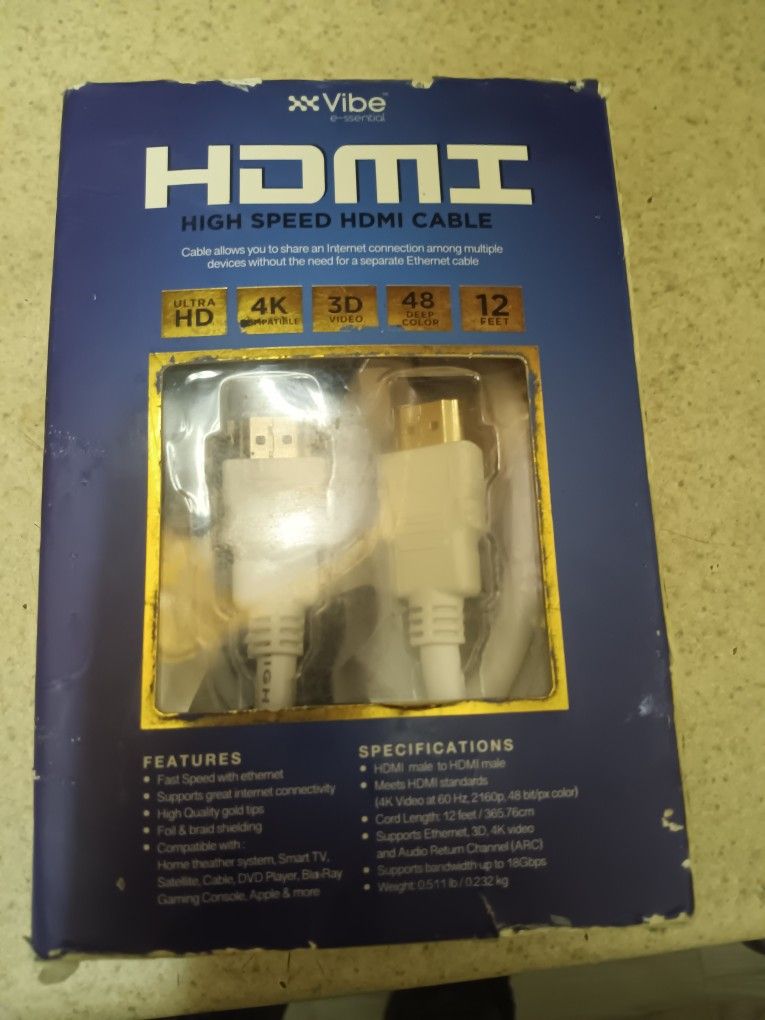 Vibe
e-ssential
HDMI
HIGH SPEED HDMI CABLE
Cable allows you to share an Internet connection among multiple
devices without the need for a separate Ethernet cable
ULTRA
HD
4K
COMPATIBLE
3D
VIDEO
48
DEEP
COLOR
12
FEET
HIGH
FEATURES
• Fast Speed with ethernet
• Supports great internet connectivity
• High Quality gold tips
• Foil & braid shielding
• Compatible with :
Home theather system, Smart TV,
Satellite, Cable, DVD Player, Blu-Ray
Gaming Console, Apple & more
SPECIFICATIONS
• HDMI male to HDMI male
• Meets HDMI standards
(4K Video at 60 Hz, 2160p, 48 bit/px color)
• Cord Length: 12 feet / 365.76cm
• Supports Ethernet, 3D, 4K video
and Audio Return Channel (ARC)
• Supports bandwidth up to 18Gbps
• Weight: 0.511 lb / 0.232 kg